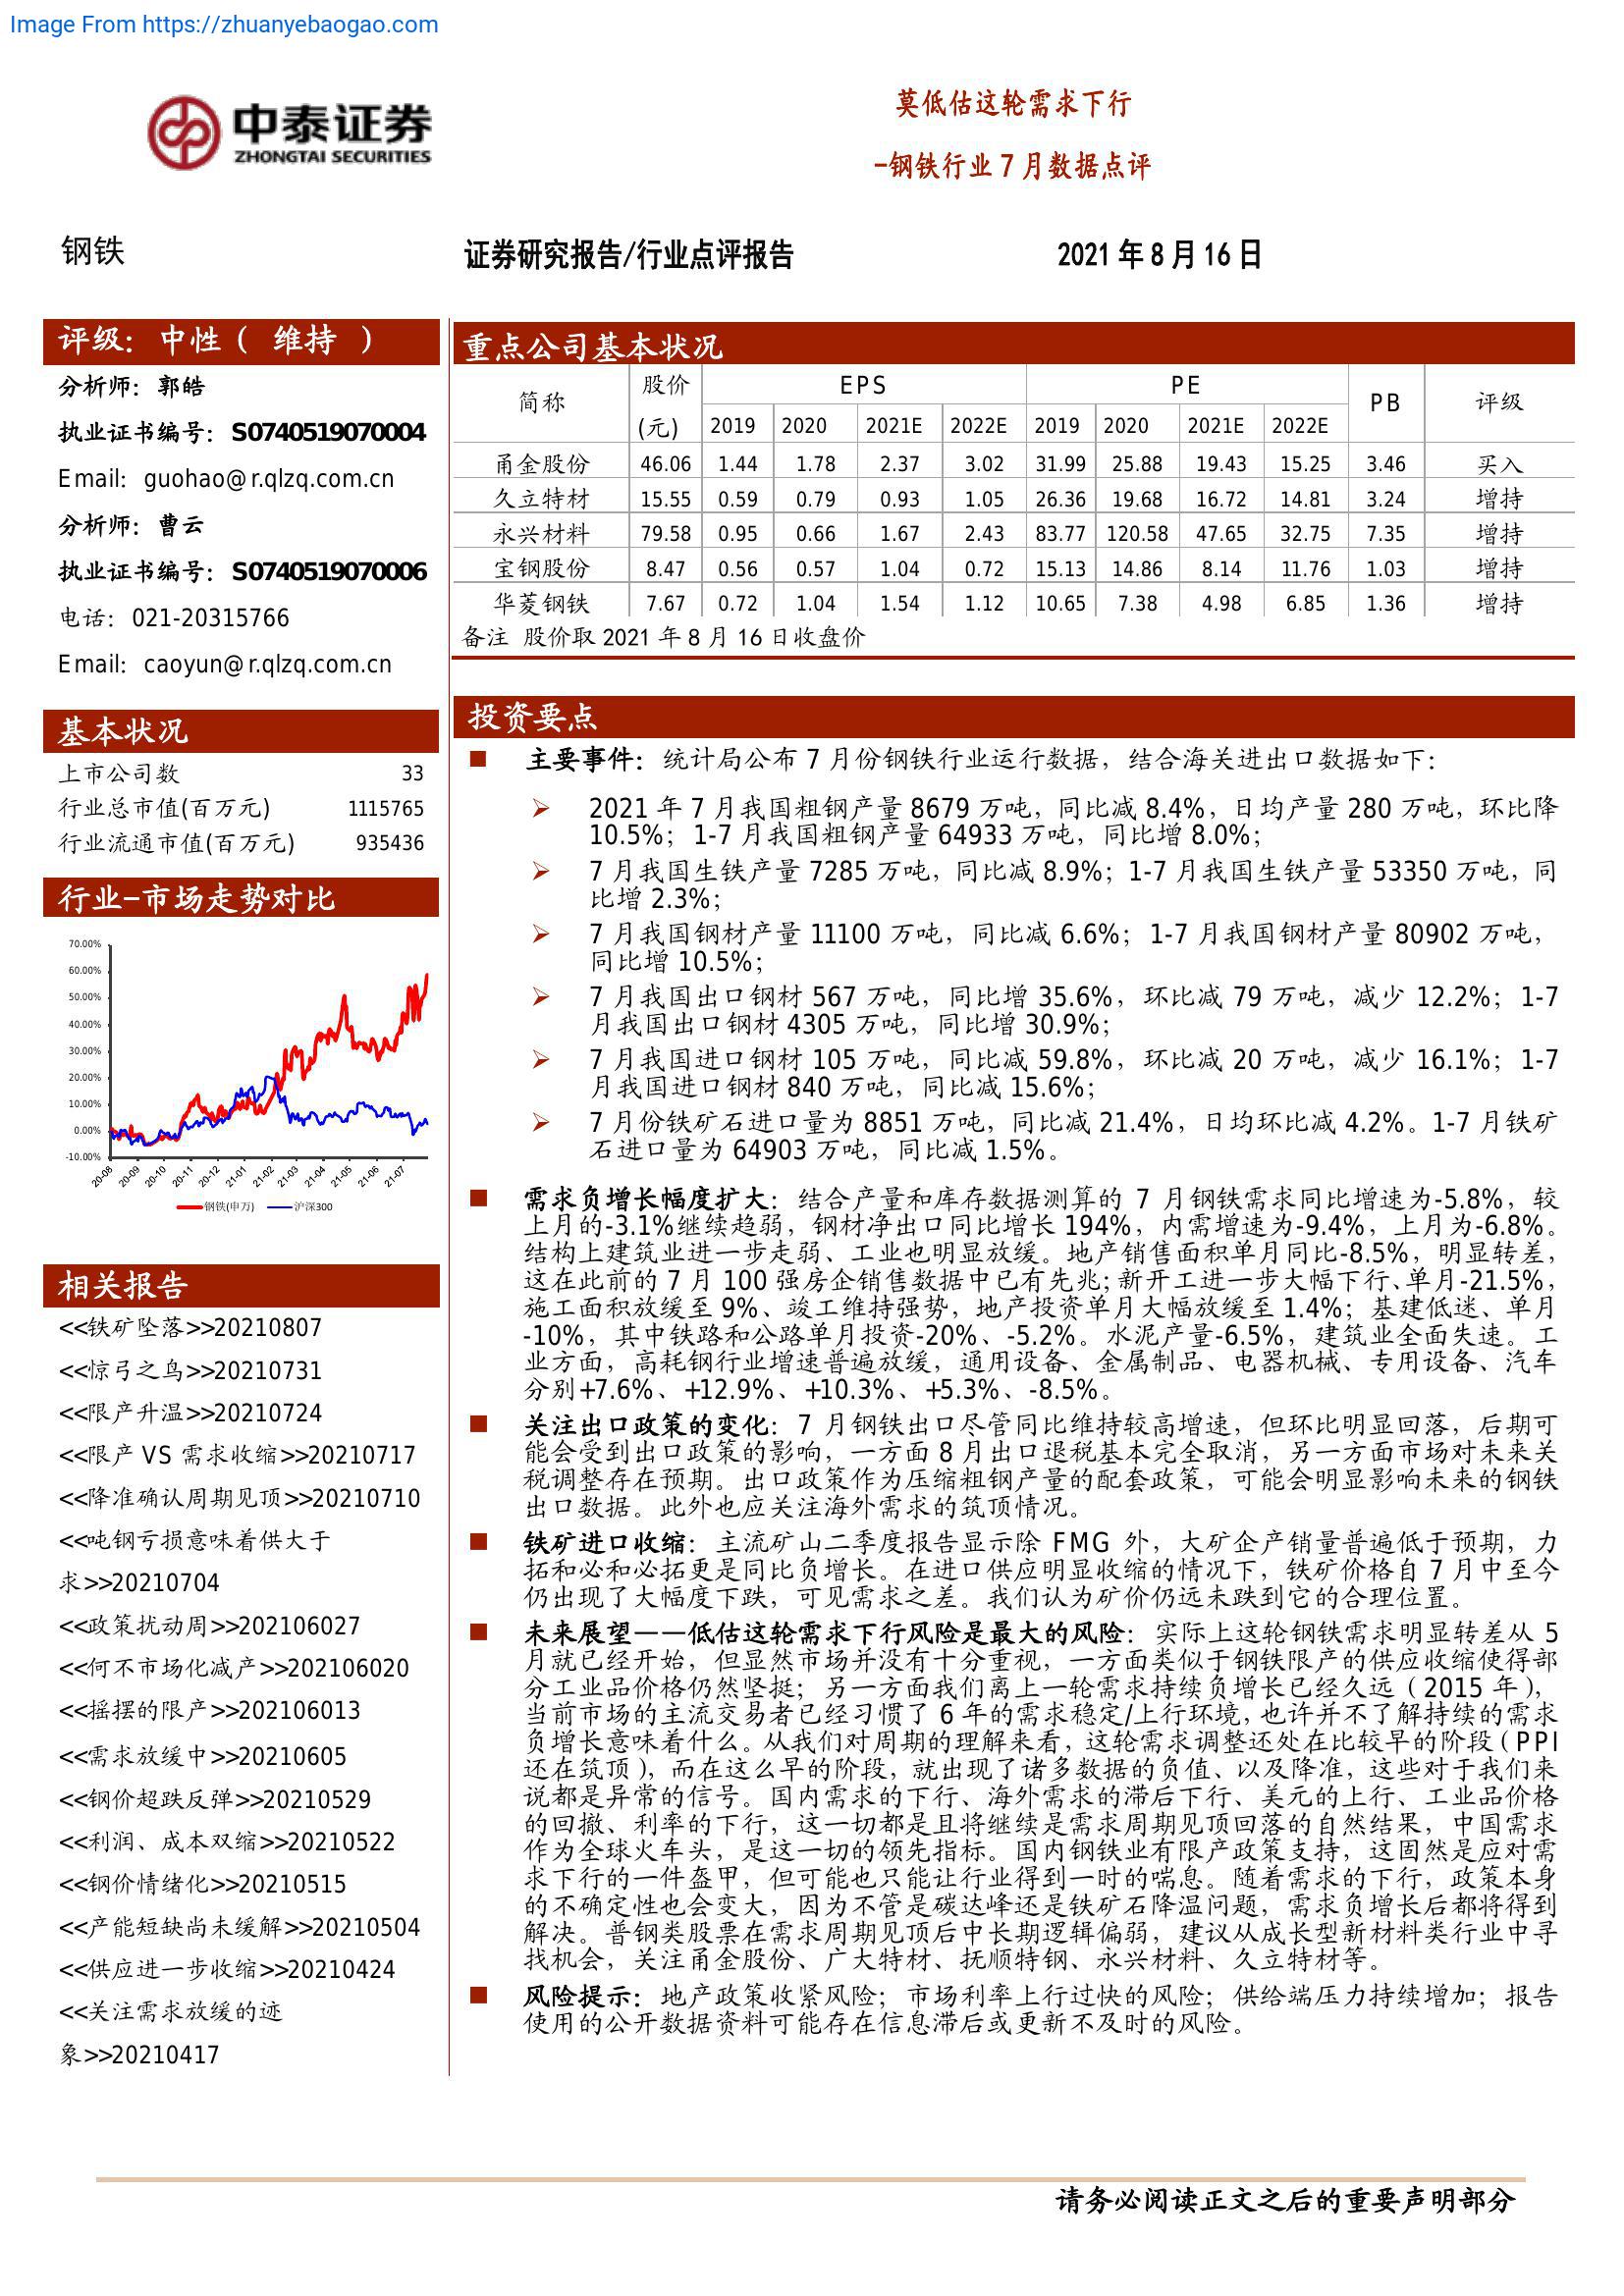 Image From https://zhuanyebaogao.com
中泰证券
ZHONGTAI SECURITIES
莫低估这轮需求下行
-钢铁行业 7 月数据点评
钢铁
证券研究报告/行业点评报告
2021 年 8 月 16 日
评级：中性（ 维持 ）
分析师：郭皓
执业证书编号：S0740519070004
Email：guohao@r.qlzq.com.cn
分析师：曹云
执业证书编号：S0740519070006
电话：021-20315766
Email：caoyun@r.qlzq.com.cn
基本状况
上市公司数 33
行业总市值(百万元) 1115765
行业流通市值(百万元) 935436
行业-市场走势对比
70.00%
60.00%
50.00%
40.00%
30.00%
20.00%
10.00%
0.00%
-10.00%
20-08 20-09 20-10 20-11 20-12 21-01 21-02 21-03 21-04 21-05 21-06 21-07
钢铁(申万) 沪深300
相关报告
<<铁矿坠落>>20210807
<<惊弓之鸟>>20210731
<<限产升温>>20210724
<<限产 VS 需求收缩>>20210717
<<降准确认周期见顶>>20210710
<<吨钢亏损意味着供大于
求>>20210704
<<政策扰动周>>202106027
<<何不市场化减产>>202106020
<<摇摆的限产>>202106013
<<需求放缓中>>20210605
<<钢价超跌反弹>>20210529
<<利润、成本双缩>>20210522
<<钢价情绪化>>20210515
<<产能短缺尚未缓解>>20210504
<<供应进一步收缩>>20210424
<<关注需求放缓的迹
象>>20210417
重点公司基本状况
简称 股价 EPS PE PB 评级
(元) 2019 2020 2021E 2022E 2019 2020 2021E 2022E
甬金股份 46.06 1.44 1.78 2.37 3.02 31.99 25.88 19.43 15.25 3.46 买入
久立特材 15.55 0.59 0.79 0.93 1.05 26.36 19.68 16.72 14.81 3.24 增持
永兴材料 79.58 0.95 0.66 1.67 2.43 83.77 120.58 47.65 32.75 7.35 增持
宝钢股份 8.47 0.56 0.57 1.04 0.72 15.13 14.86 8.14 11.76 1.03 增持
华菱钢铁 7.67 0.72 1.04 1.54 1.12 10.65 7.38 4.98 6.85 1.36 增持
备注 股价取 2021 年 8 月 16 日收盘价
投资要点
■ 主要事件：统计局公布 7 月份钢铁行业运行数据，结合海关进出口数据如下：
➢ 2021 年 7 月我国粗钢产量 8679 万吨，同比减 8.4%，日均产量 280 万吨，环比降
10.5%；1-7 月我国粗钢产量 64933 万吨，同比增 8.0%；
➢ 7 月我国生铁产量 7285 万吨，同比减 8.9%；1-7 月我国生铁产量 53350 万吨，同
比增 2.3%；
➢ 7 月我国钢材产量 11100 万吨，同比减 6.6%；1-7 月我国钢材产量 80902 万吨，
同比增 10.5%；
➢ 7 月我国出口钢材 567 万吨，同比增 35.6%，环比减 79 万吨，减少 12.2%；1-7
月我国出口钢材 4305 万吨，同比增 30.9%；
➢ 7 月我国进口钢材 105 万吨，同比减 59.8%，环比减 20 万吨，减少 16.1%；1-7
月我国进口钢材 840 万吨，同比减 15.6%；
➢ 7 月份铁矿石进口量为 8851 万吨，同比减 21.4%，日均环比减 4.2%。1-7 月铁矿
石进口量为 64903 万吨，同比减 1.5%。
■ 需求负增长幅度扩大：结合产量和库存数据测算的 7 月钢铁需求同比增速为-5.8%，较
上月的-3.1%继续趋弱，钢材净出口同比增长 194%，内需增速为-9.4%，上月为-6.8%。
结构上建筑业进一步走弱、工业也明显放缓。地产销售面积单月同比-8.5%，明显转差，
这在此前的 7 月 100 强房企销售数据中已有先兆；新开工进一步大幅下行、单月-21.5%，
施工面积放缓至 9%、竣工维持强势，地产投资单月大幅放缓至 1.4%；基建低迷、单月
-10%，其中铁路和公路单月投资-20%、-5.2%。水泥产量-6.5%，建筑业全面失速。工
业方面，高耗钢行业增速普遍放缓，通用设备、金属制品、电器机械、专用设备、汽车
分别+7.6%、+12.9%、+10.3%、+5.3%、-8.5%。
■ 关注出口政策的变化：7 月钢铁出口尽管同比维持较高增速，但环比明显回落，后期可
能会受到出口政策的影响，一方面 8 月出口退税基本完全取消，另一方面市场对未来关
税调整存在预期。出口政策作为压缩粗钢产量的配套政策，可能会明显影响未来的钢铁
出口数据。此外也应关注海外需求的筑顶情况。
■ 铁矿进口收缩：主流矿山二季度报告显示除 FMG 外，大矿企产销量普遍低于预期，力
拓和必和必拓更是同比负增长。在进口供应明显收缩的情况下，铁矿价格自 7 月中至今
仍出现了大幅度下跌，可见需求之差。我们认为矿价仍远未跌到它的合理位置。
■ 未来展望——低估这轮需求下行风险是最大的风险：实际上这轮钢铁需求明显转差从 5
月就已经开始，但显然市场并没有十分重视，一方面类似于钢铁限产的供应收缩使得部
分工业品价格仍然坚挺；另一方面我们离上一轮需求持续负增长已经久远（2015 年），
当前市场的主流交易者已经习惯了 6 年的需求稳定/上行环境，也许并不了解持续的需求
负增长意味着什么。从我们对周期的理解来看，这轮需求调整还处在比较早的阶段（PPI
还在筑顶），而在这么早的阶段，就出现了诸多数据的负值、以及降准，这些对于我们来
说都是异常的信号。国内需求的下行、海外需求的滞后下行、美元的上行、工业品价格
的回撤、利率的下行，这一切都是且将继续是需求周期见顶回落的自然结果，中国需求
作为全球火车头，是这一切的领先指标。国内钢铁业有限产政策支持，这固然是应对需
求下行的一件盔甲，但可能也只能让行业得到一时的喘息。随着需求的下行，政策本身
的不确定性也会变大，因为不管是碳达峰还是铁矿石降温问题，需求负增长后都将得到
解决。普钢类股票在需求周期见顶后中长期逻辑偏弱，建议从成长型新材料类行业中寻
找机会，关注甬金股份、广大特材、抚顺特钢、永兴材料、久立特材等。
■ 风险提示：地产政策收紧风险；市场利率上行过快的风险；供给端压力持续增加；报告
使用的公开数据资料可能存在信息滞后或更新不及时的风险。
请务必阅读正文之后的重要声明部分